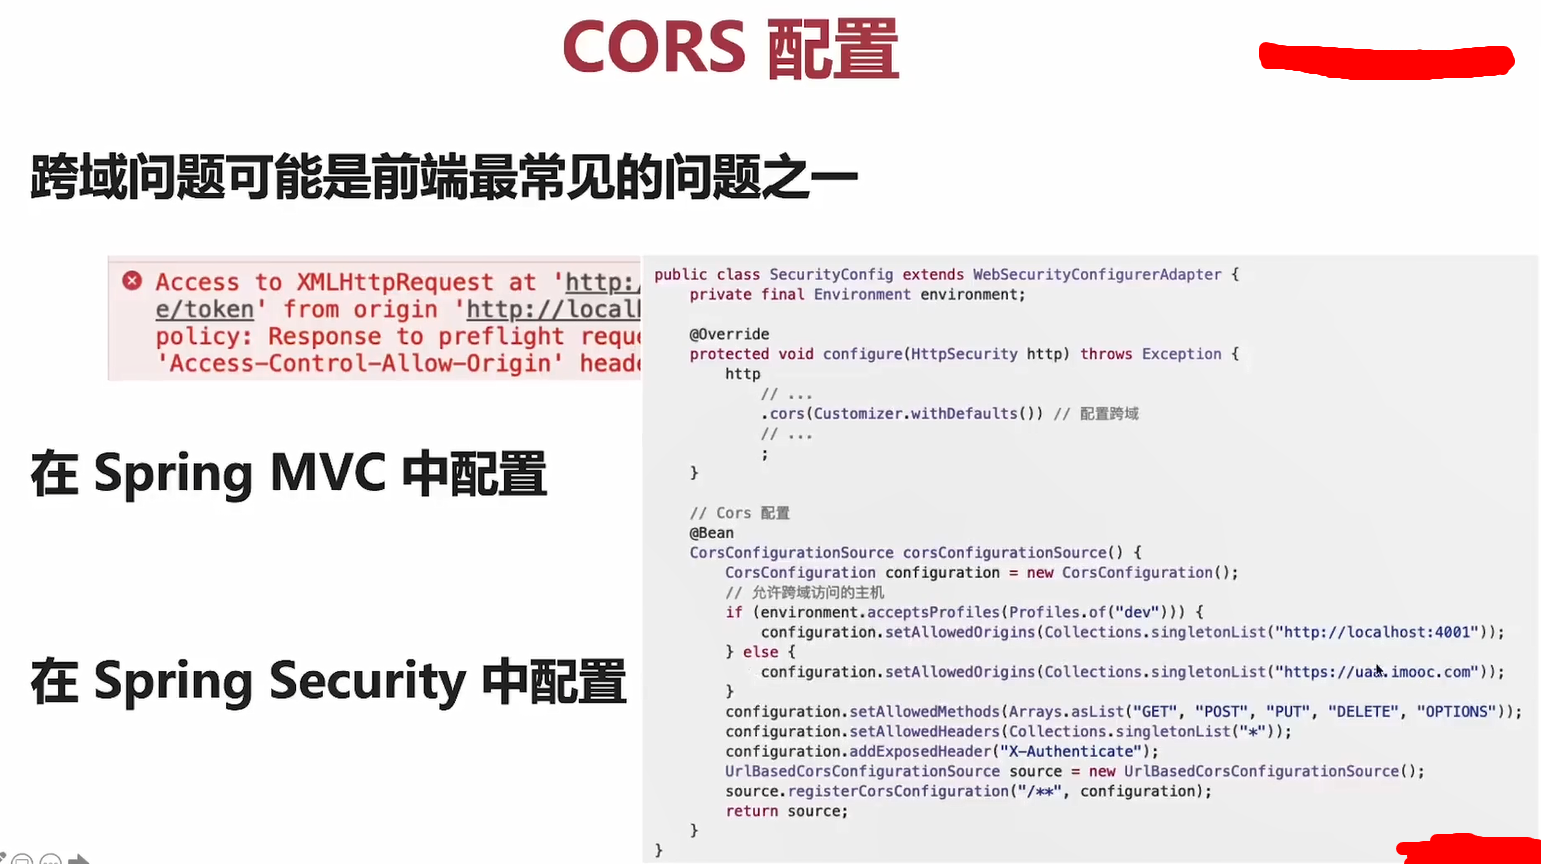 CORS 配置
跨域问题可能是前端最常见的问题之一
Access to XMLHttpRequest at 'http:/
e/token' from origin 'http://local
policy: Response to preflight reque
'Access-Control-Allow-Origin' heade
在 Spring MVC 中配置
在 Spring Security 中配置
public class SecurityConfig extends WebSecurityConfigurerAdapter {
    private final Environment environment;
    @Override
    protected void configure(HttpSecurity http) throws Exception {
        http
            // ...
            .cors(Customizer.withDefaults()) // 配置跨域
            // ...
            ;
    }
    // Cors 配置
    @Bean
    CorsConfigurationSource corsConfigurationSource() {
        CorsConfiguration configuration = new CorsConfiguration();
        // 允许跨域访问的主机
        if (environment.acceptsProfiles(Profiles.of("dev"))) {
            configuration.setAllowedOrigins(Collections.singletonList("http://localhost:4001"));
        } else {
            configuration.setAllowedOrigins(Collections.singletonList("https://uaa.imooc.com"));
        }
        configuration.setAllowedMethods(Arrays.asList("GET", "POST", "PUT", "DELETE", "OPTIONS"));
        configuration.setAllowedHeaders(Collections.singletonList("*"));
        configuration.addExposedHeader("X-Authenticate");
        UrlBasedCorsConfigurationSource source = new UrlBasedCorsConfigurationSource();
        source.registerCorsConfiguration("/**", configuration);
        return source;
    }
}